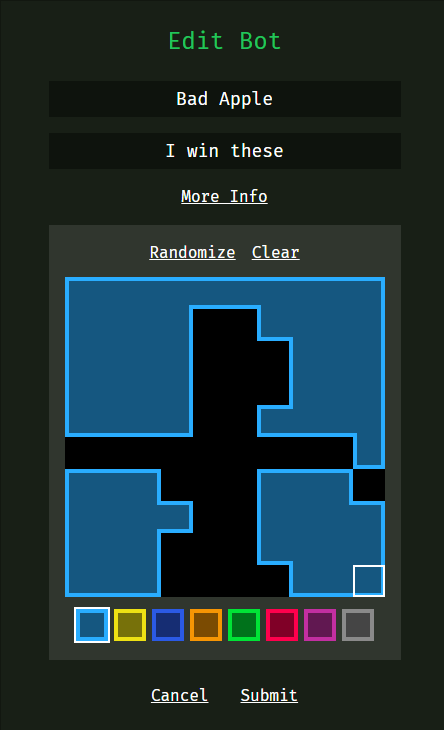 Edit Bot
Bad Apple
I win these
More Info
Randomize Clear
Cancel Submit